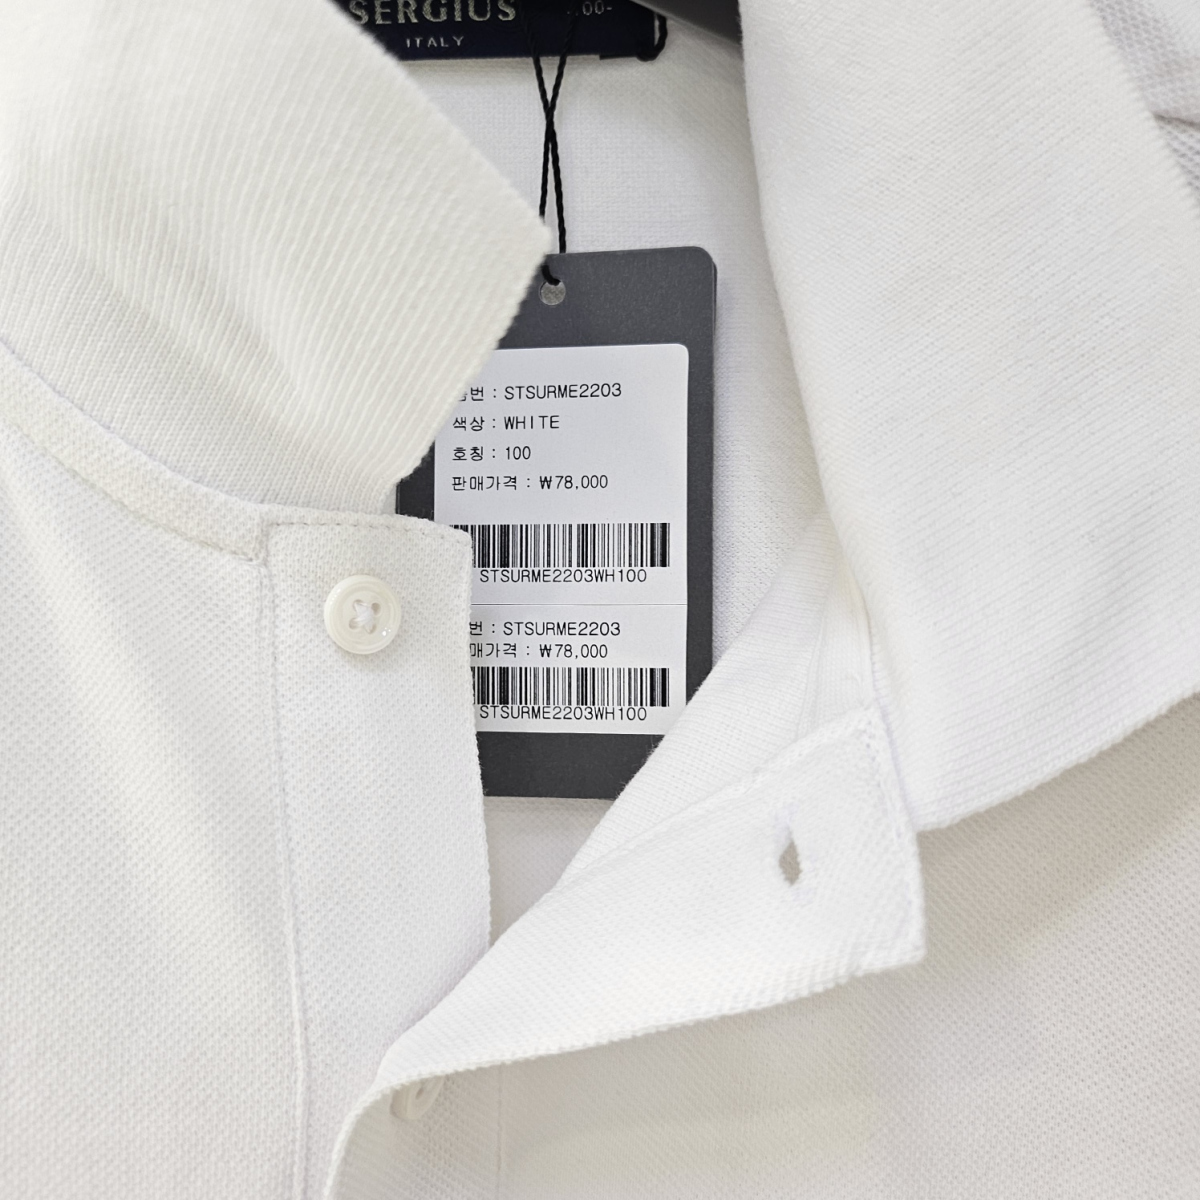 SERGIUS
ITALY
품번 : STSURME2203
색상 : WHITE
호칭 : 100
판매가격 : ₩78,000
STSURME2203WH100
번 : STSURME2203
매가격 : ₩78,000
STSURME2203WH100